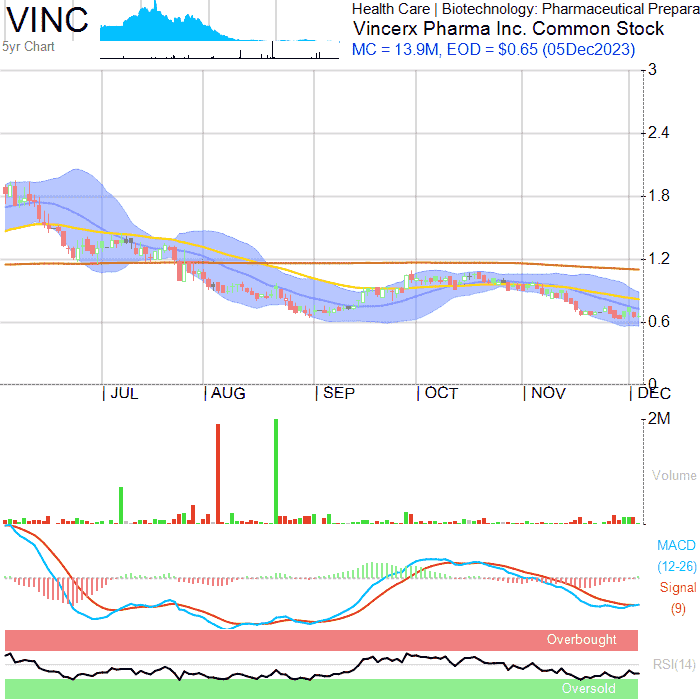 VINC
5yr Chart
Health Care | Biotechnology: Pharmaceutical Prepara
Vincerx Pharma Inc. Common Stock
MC = 13.9M, EOD = $0.65 (05Dec2023)
3
2.4
1.8
1.2
0.6
0
JUL AUG SEP OCT NOV DEC
2M
Volume
MACD
(12-26)
Signal
(9)
Overbought
RSI(14)
Oversold